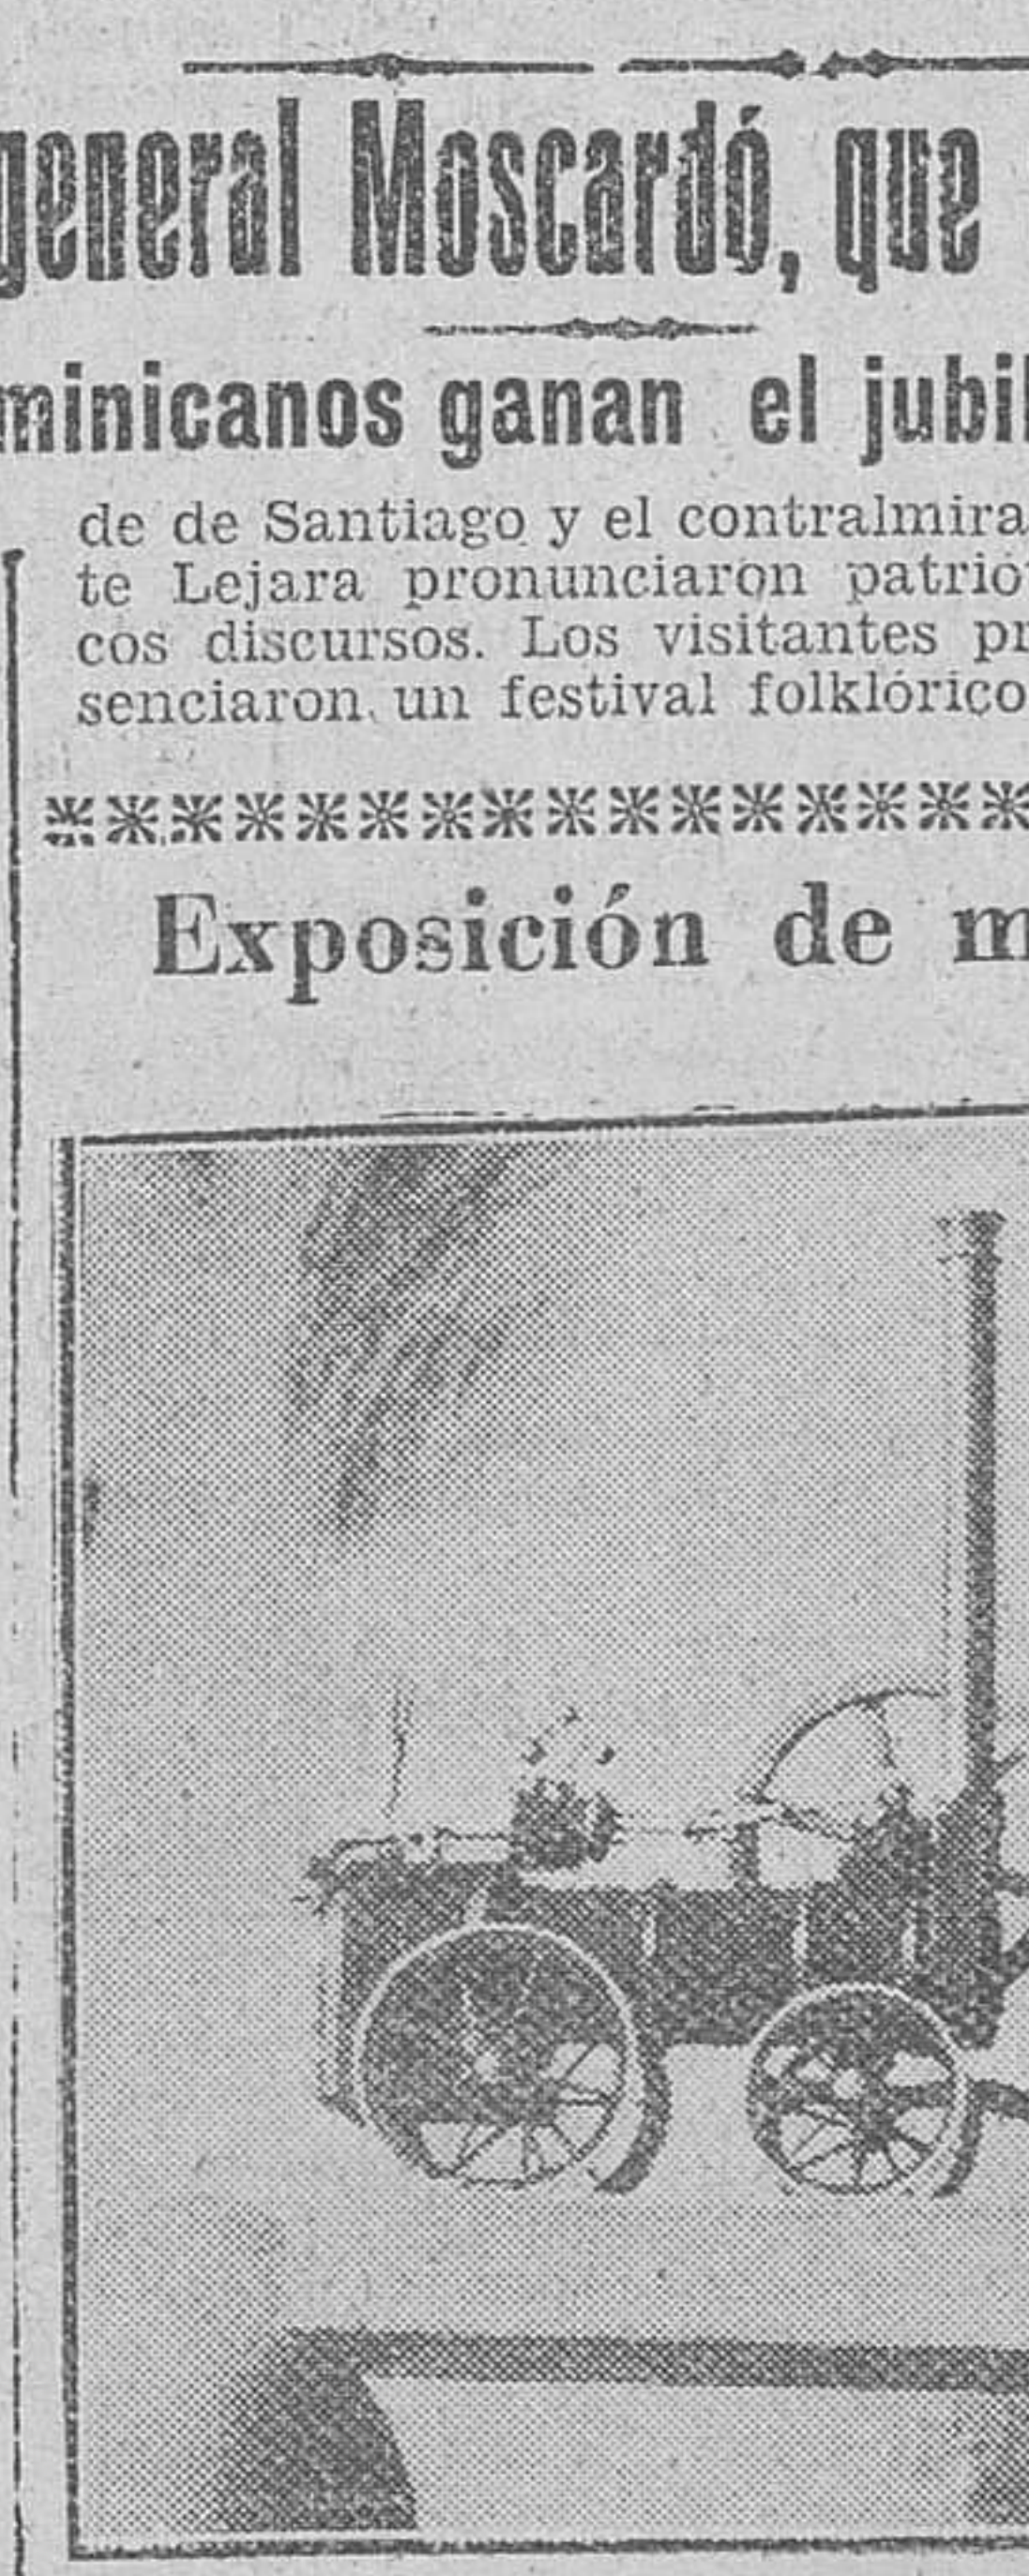 general Moscardó, que
minicanos ganan el jubil
de de Santiago y el contralmira
te Lejara pronunciaron patrió
cos discursos. Los visitantes pr
senciaron un festival folklórico
Exposición de m